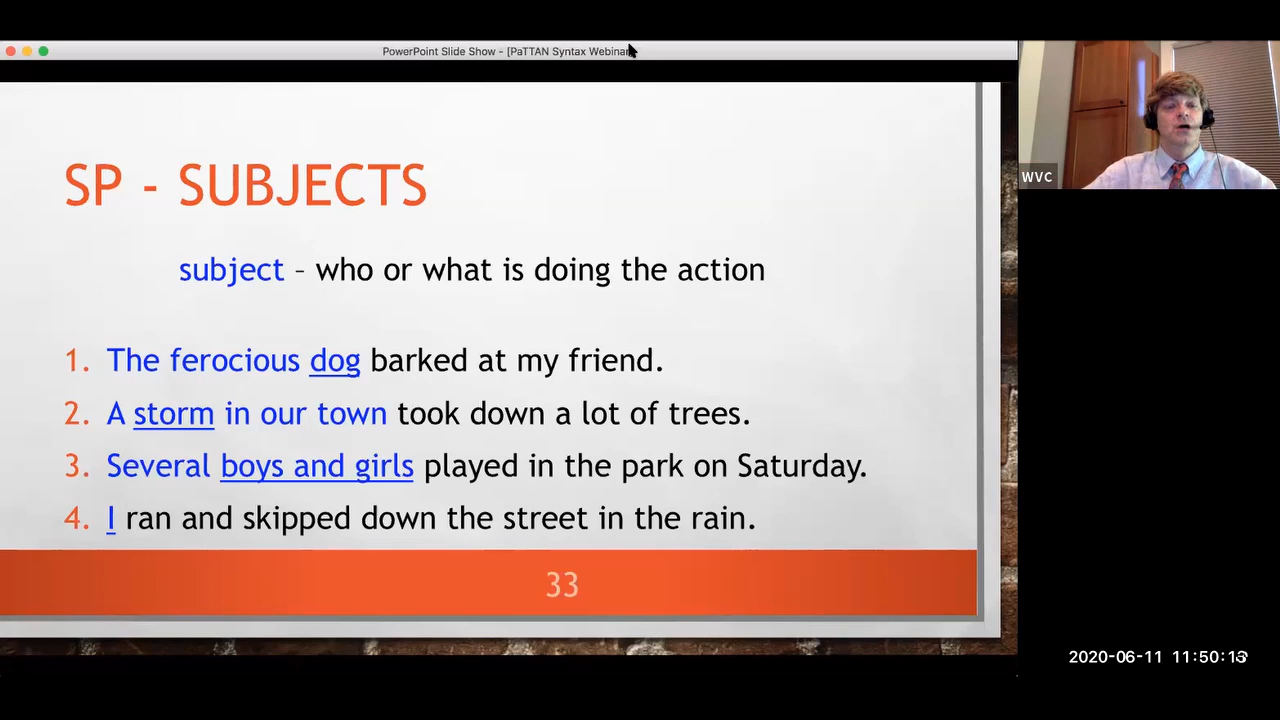 PowerPoint Slide Show - [PaTTAN Syntax Webinar
WVC
SP - SUBJECTS
subject – who or what is doing the action
1. The ferocious dog barked at my friend.
2. A storm in our town took down a lot of trees.
3. Several boys and girls played in the park on Saturday.
4. I ran and skipped down the street in the rain.
33
2020-06-11 11:50:13